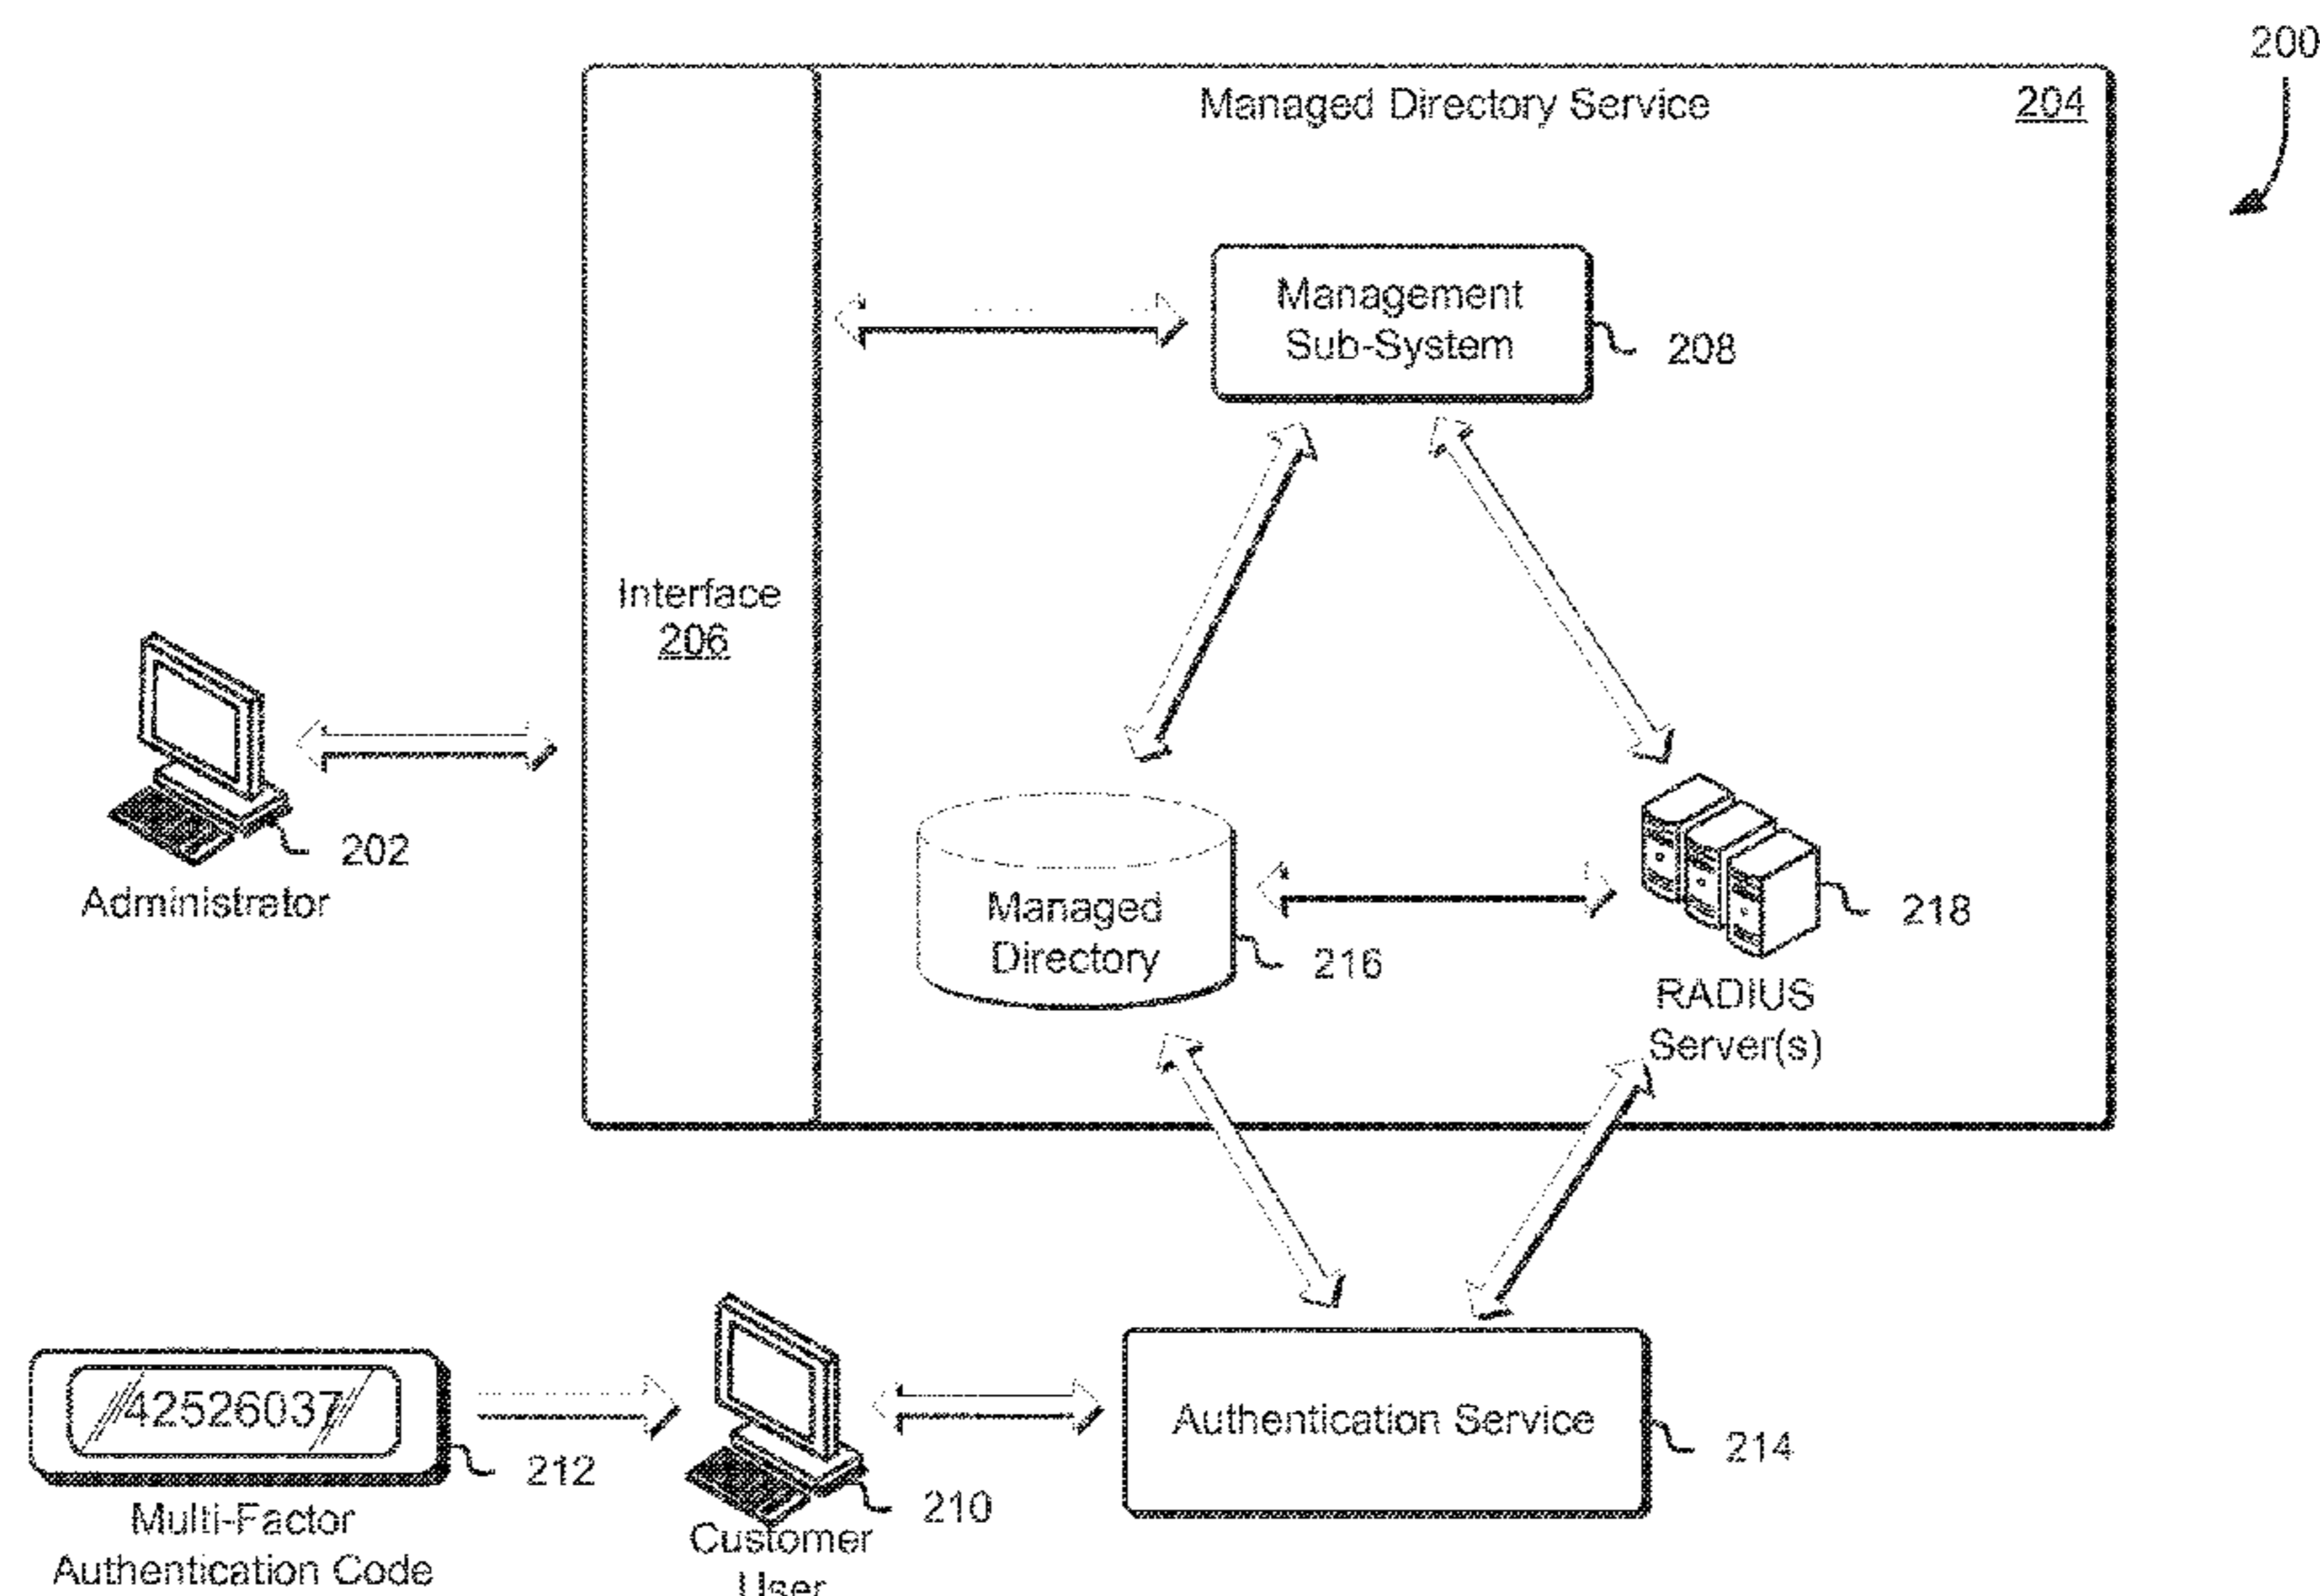 200
Managed Directory Service 204
Management
Sub-System
208
Interface
206
202
Administrator
Managed
Directory
216
218
RADIUS
Server(s)
42526037
212
Multi-Factor
Authentication Code
210
Customer
User
Authentication Service
214